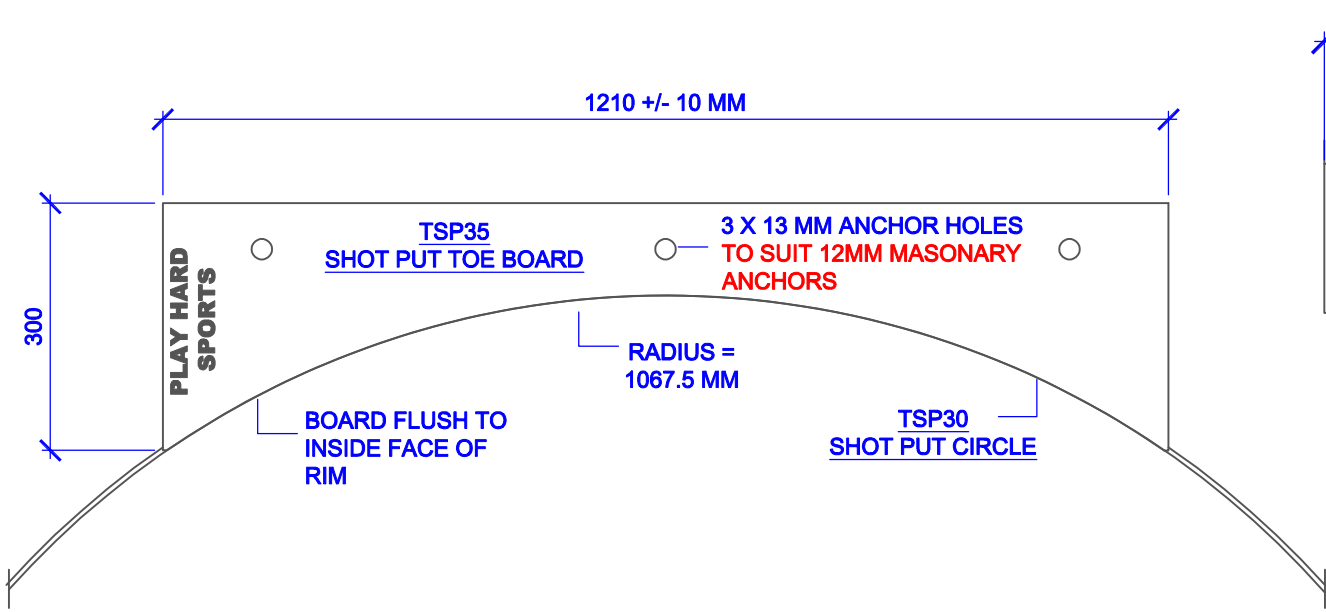 1210 +/- 10 MM
TSP35
SHOT PUT TOE BOARD
3 X 13 MM ANCHOR HOLES
TO SUIT 12MM MASONARY
ANCHORS
PLAY HARD
SPORTS
300
RADIUS =
1067.5 MM
BOARD FLUSH TO
INSIDE FACE OF
RIM
TSP30
SHOT PUT CIRCLE